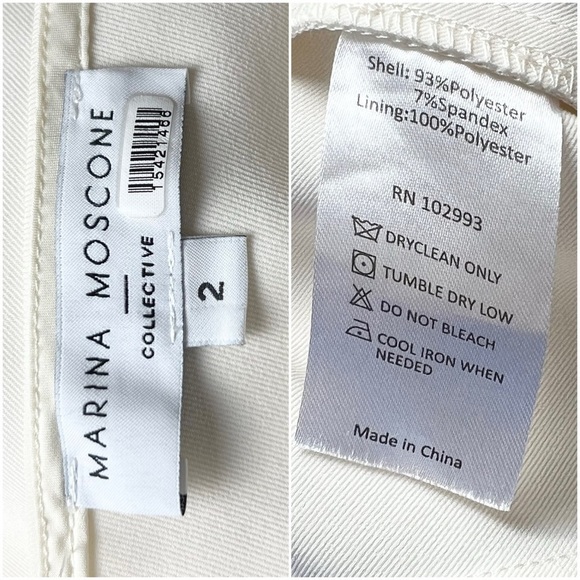 MARINA MOSCONE
COLLECTIVE
15421466
2
Shell: 93%Polyester
7%Spandex
Lining:100%Polyester
RN 102993
DRYCLEAN ONLY
TUMBLE DRY LOW
DO NOT BLEACH
COOL IRON WHEN
NEEDED
Made in China